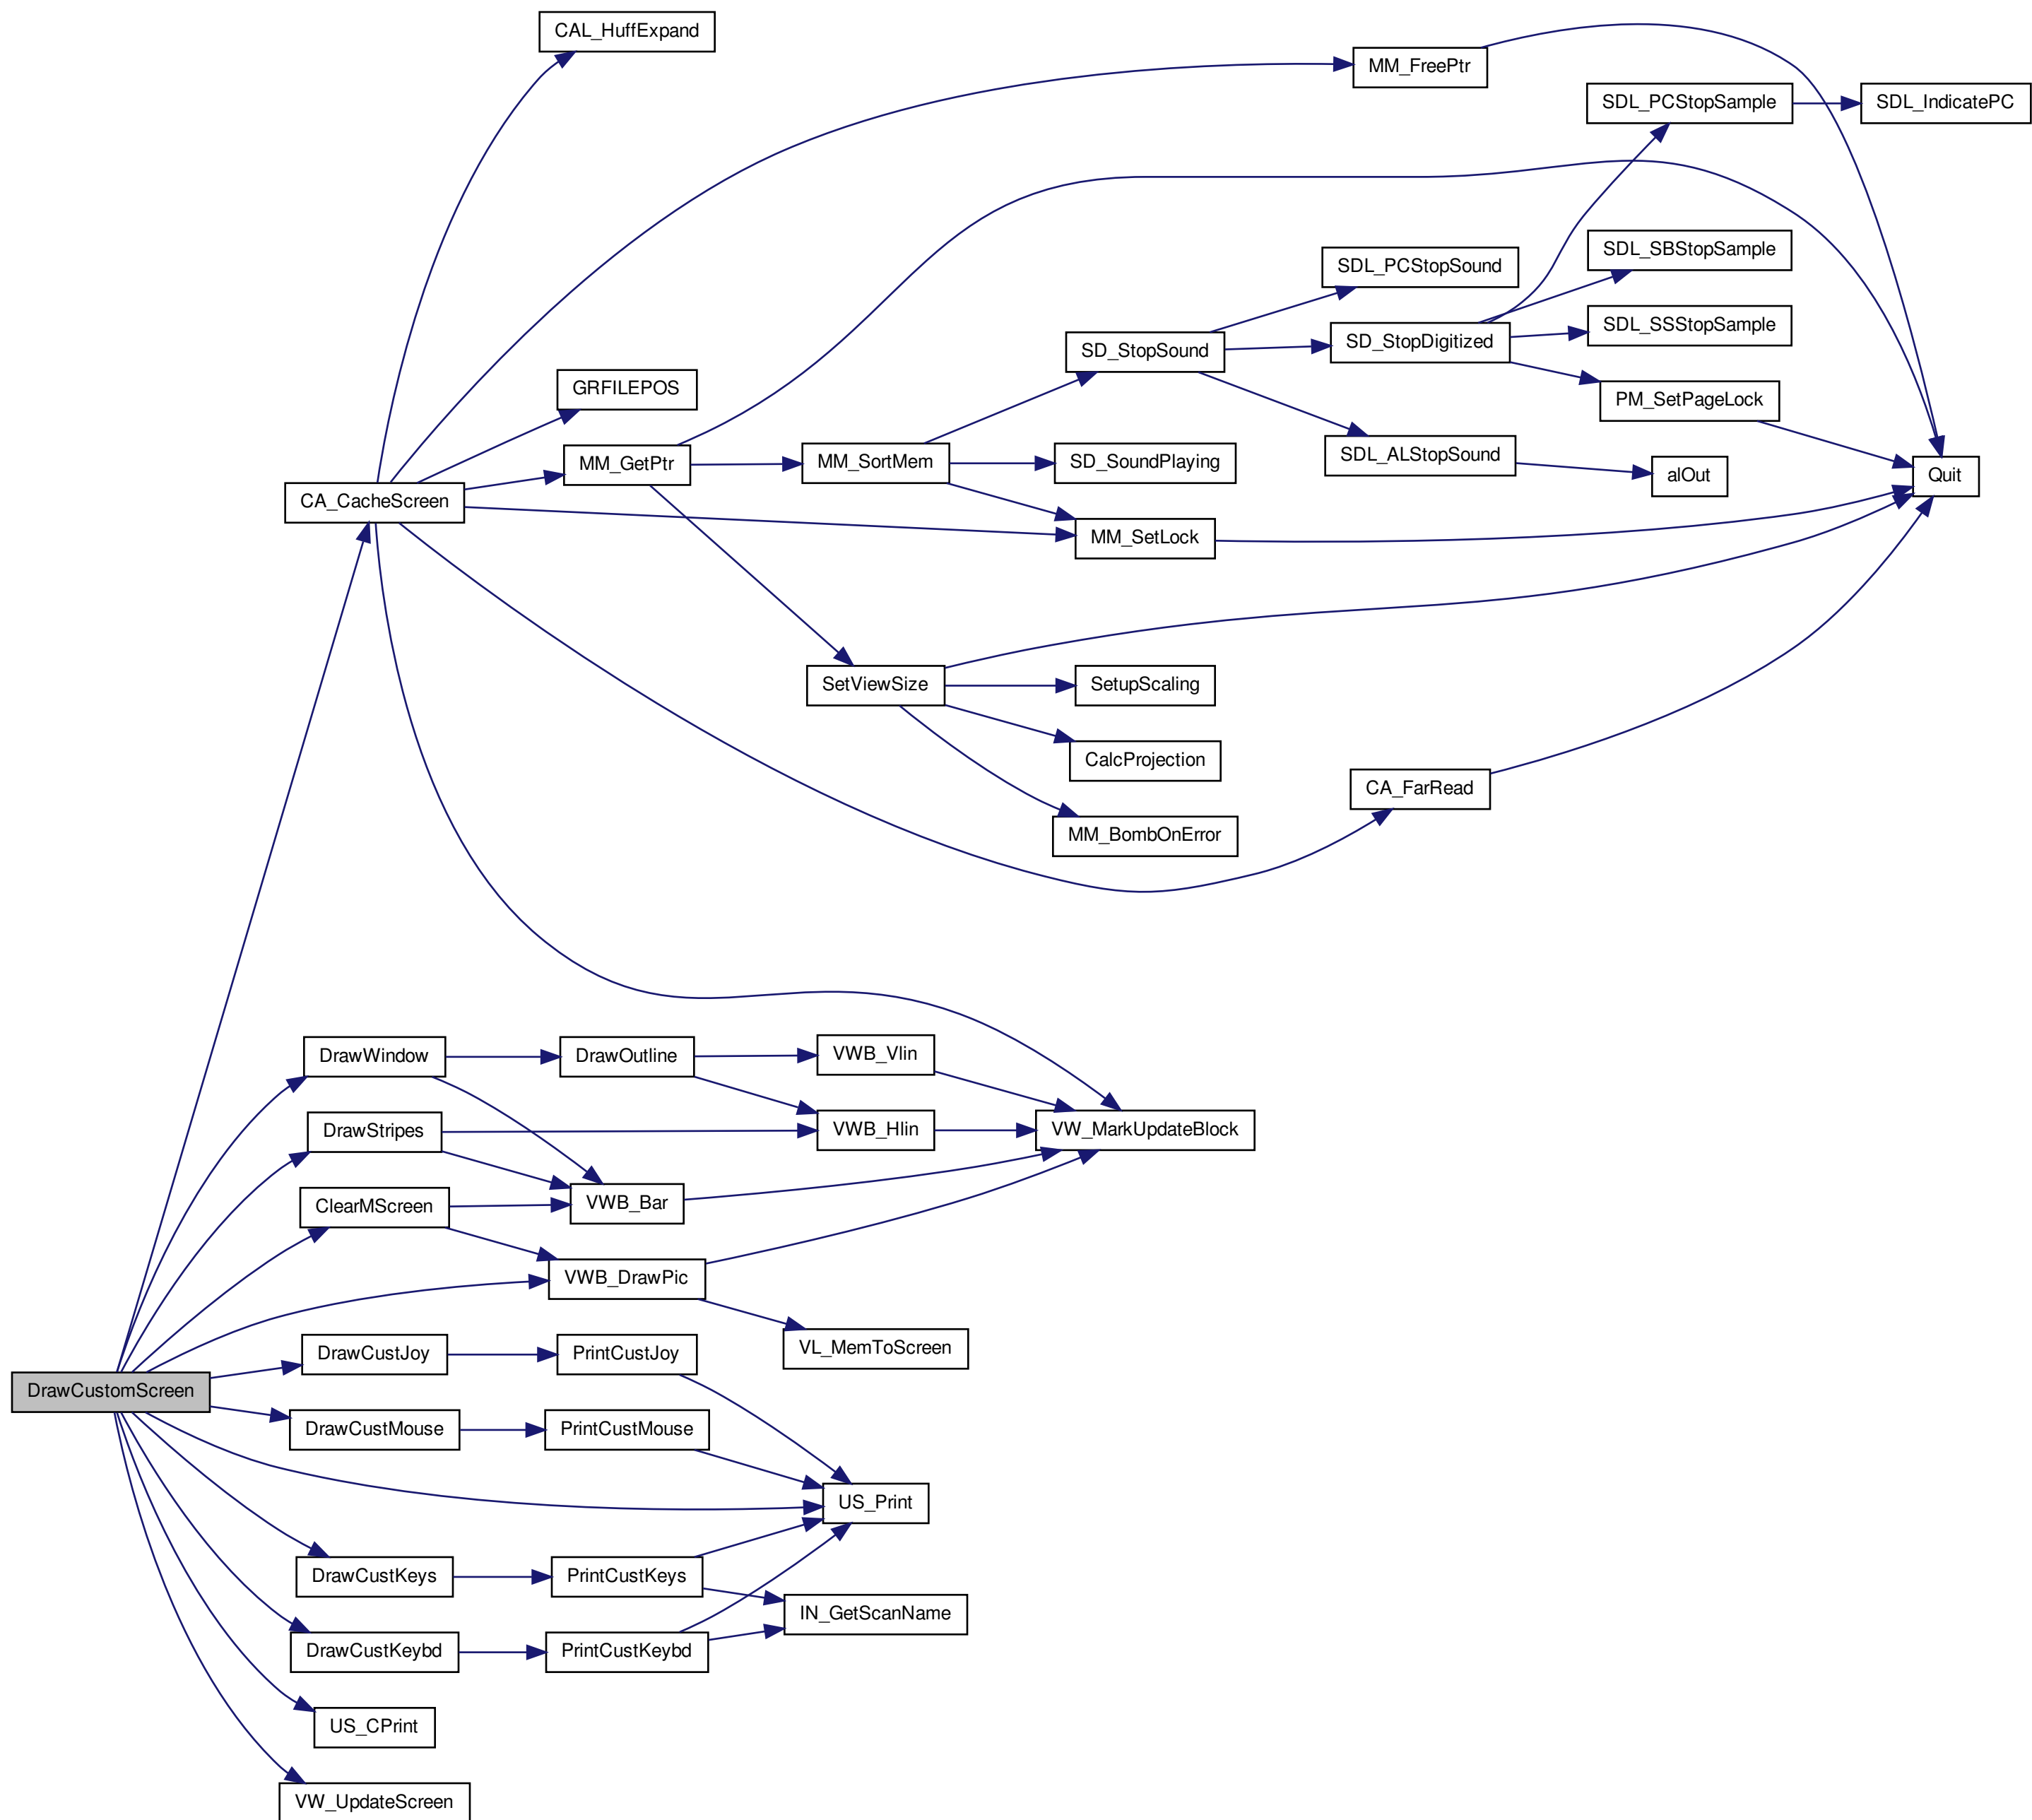 CAL_HuffExpand
MM_FreePtr
SDL_PCStopSample
SDL_IndicatePC
SDL_SBStopSample
SDL_PCStopSound
SDL_SSStopSample
SD_StopSound
SD_StopDigitized
GRFILEPOS
PM_SetPageLock
MM_GetPtr
MM_SortMem
SD_SoundPlaying
SDL_ALStopSound
alOut
Quit
CA_CacheScreen
MM_SetLock
SetViewSize
SetupScaling
CalcProjection
CA_FarRead
MM_BombOnError
DrawWindow
DrawOutline
VWB_Vlin
DrawStripes
VWB_Hlin
VW_MarkUpdateBlock
ClearMScreen
VWB_Bar
VWB_DrawPic
VL_MemToScreen
DrawCustJoy
PrintCustJoy
DrawCustomScreen
DrawCustMouse
PrintCustMouse
US_Print
DrawCustKeys
PrintCustKeys
IN_GetScanName
DrawCustKeybd
PrintCustKeybd
US_CPrint
VW_UpdateScreen